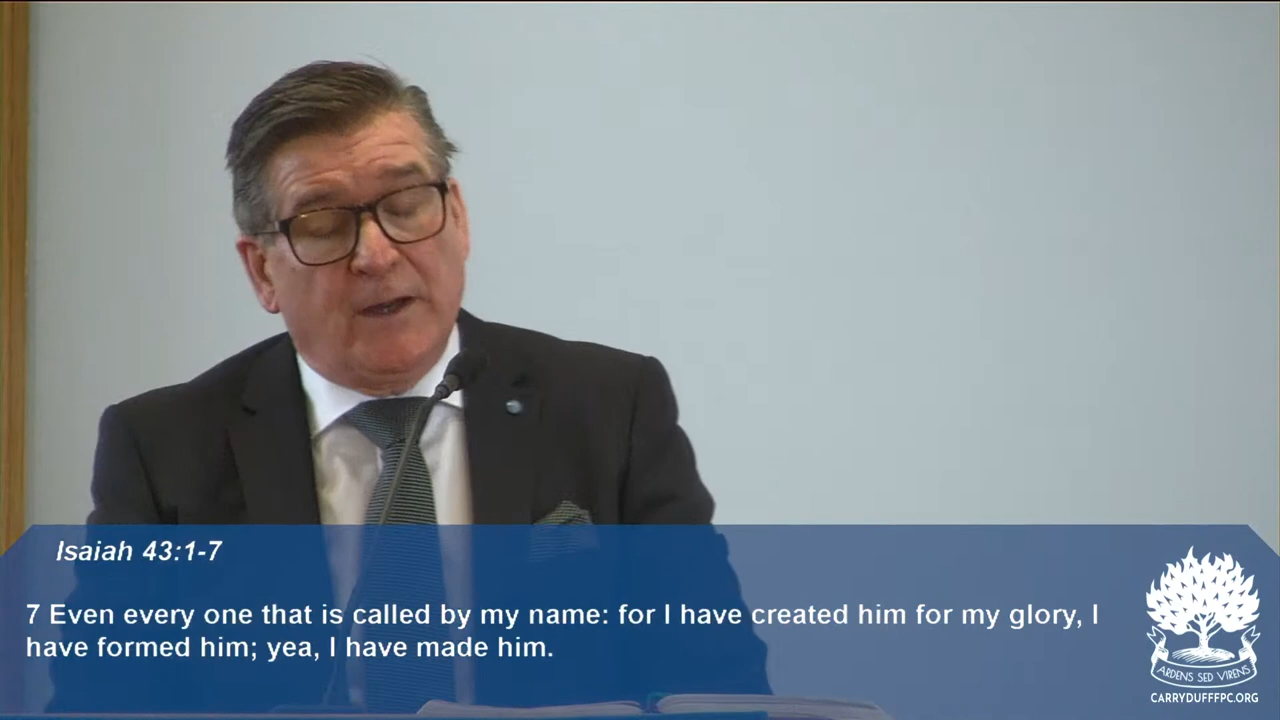 Isaiah 43:1-7
7 Even every one that is called by my name: for I have created him for my glory, I
have formed him; yea, I have made him.
ARDENS SED VIRENS
CARRYDUFFFPC.ORG